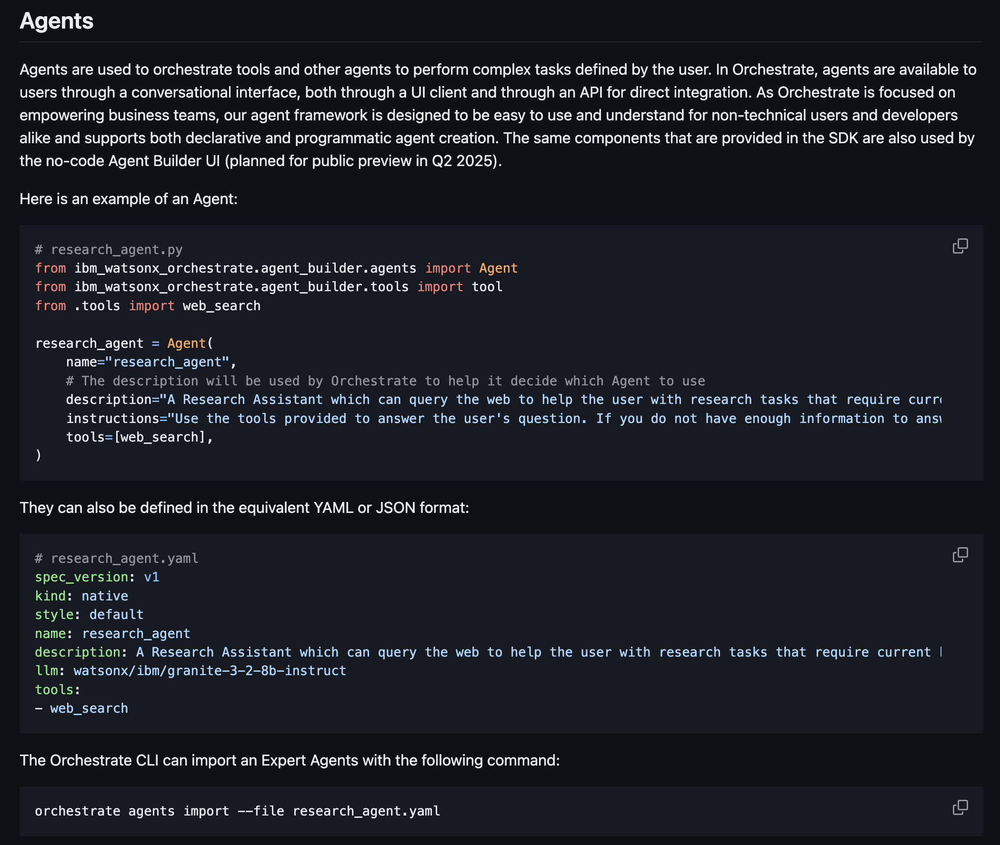 Agents
Agents are used to orchestrate tools and other agents to perform complex tasks defined by the user. In Orchestrate, agents are available to
users through a conversational interface, both through a UI client and through an API for direct integration. As Orchestrate is focused on
empowering business teams, our agent framework is designed to be easy to use and understand for non-technical users and developers
alike and supports both declarative and programmatic agent creation. The same components that are provided in the SDK are also used by
the no-code Agent Builder UI (planned for public preview in Q2 2025).
Here is an example of an Agent:
# research_agent.py
from ibm_watsonx_orchestrate.agent_builder.agents import Agent
from ibm_watsonx_orchestrate.agent_builder.tools import tool
from .tools import web_search
research_agent = Agent(
    name="research_agent",
    # The description will be used by Orchestrate to help it decide which Agent to use
    description="A Research Assistant which can query the web to help the user with research tasks that require
    instructions="Use the tools provided to answer the user's question. If you do not have enough information to
    tools=[web_search],
)
They can also be defined in the equivalent YAML or JSON format:
# research_agent.yaml
spec_version: v1
kind: native
style: default
name: research_agent
description: A Research Assistant which can query the web to help the user with research tasks that require current
llm: watsonx/ibm/granite-3-2-8b-instruct
tools:
- web_search
The Orchestrate CLI can import an Expert Agents with the following command:
orchestrate agents import --file research_agent.yaml